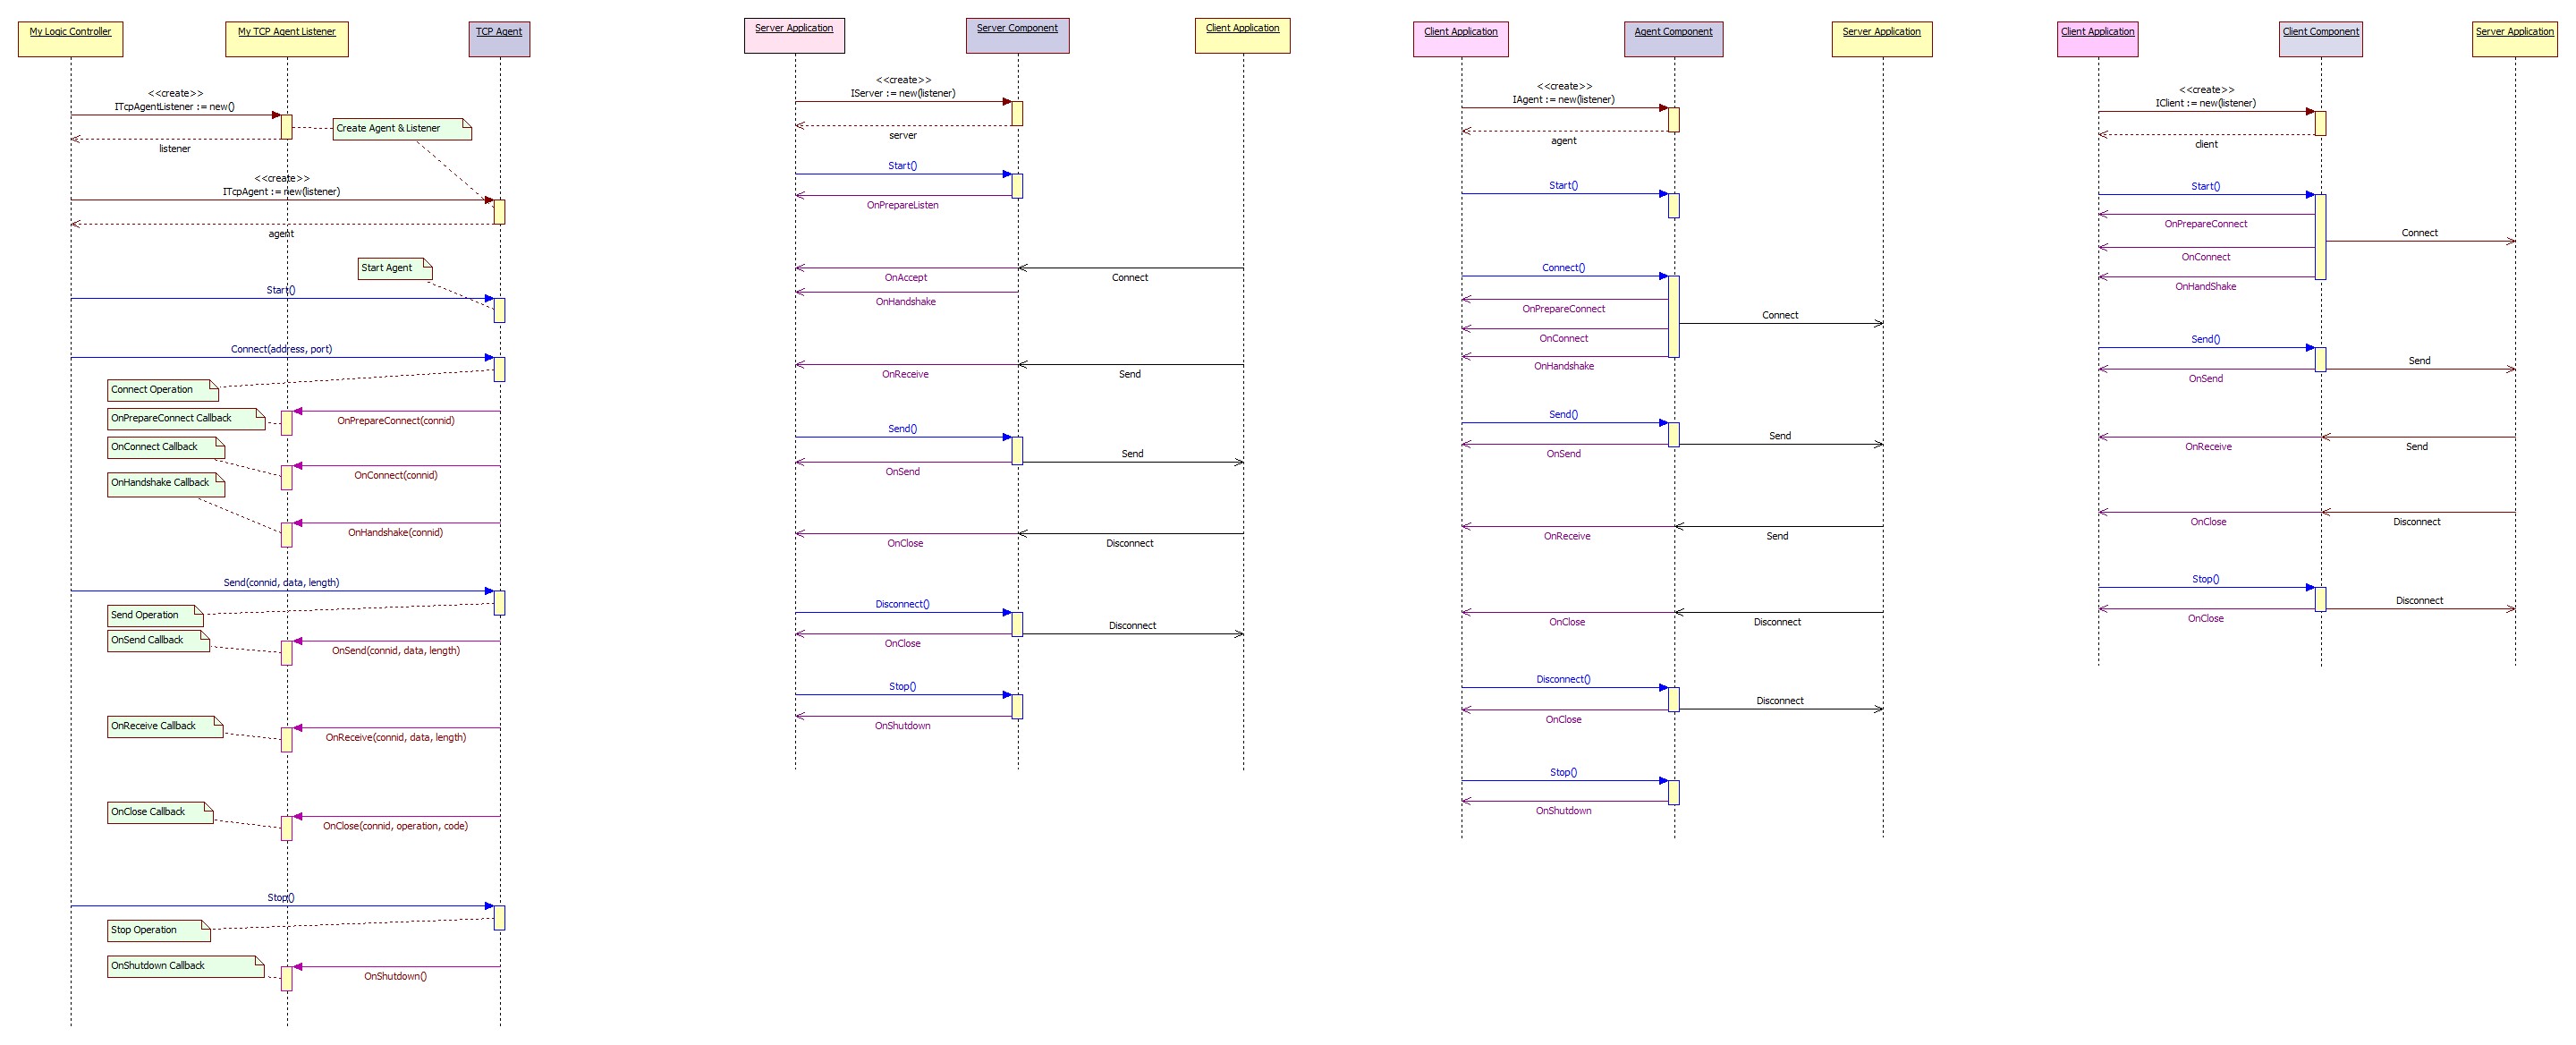 My Logic Controller
My TCP Agent Listener
TCP Agent
<<create>>
ITcpAgentListener := new()
Create Agent & Listener
listener
<<create>>
ITcpAgent := new(listener)
agent
Start Agent
Start()
Connect(address, port)
Connect Operation
OnPrepareConnect Callback
OnPrepareConnect(connid)
OnConnect Callback
OnConnect(connid)
OnHandshake Callback
OnHandshake(connid)
Send(connid, data, length)
Send Operation
OnSend Callback
OnSend(connid, data, length)
OnReceive Callback
OnReceive(connid, data, length)
OnClose Callback
OnClose(connid, operation, code)
Stop()
Stop Operation
OnShutdown Callback
OnShutdown()
Server Application
Server Component
Client Application
<<create>>
IServer := new(listener)
server
Start()
OnPrepareListen
OnAccept
Connect
OnHandshake
OnReceive
Send
Send()
Send
OnSend
OnClose
Disconnect
Disconnect()
Disconnect
OnClose
Stop()
OnShutdown
Client Application
Agent Component
Server Application
<<create>>
IAgent := new(listener)
agent
Start()
Connect()
OnPrepareConnect
Connect
OnConnect
OnHandshake
Send()
Send
OnSend
OnReceive
Send
OnClose
Disconnect
Disconnect()
Disconnect
OnClose
Stop()
OnShutdown
Client Application
Client Component
Server Application
<<create>>
IClient := new(listener)
client
Start()
OnPrepareConnect
Connect
OnConnect
OnHandShake
Send()
Send
OnSend
OnReceive
Send
OnClose
Disconnect
Stop()
Disconnect
OnClose